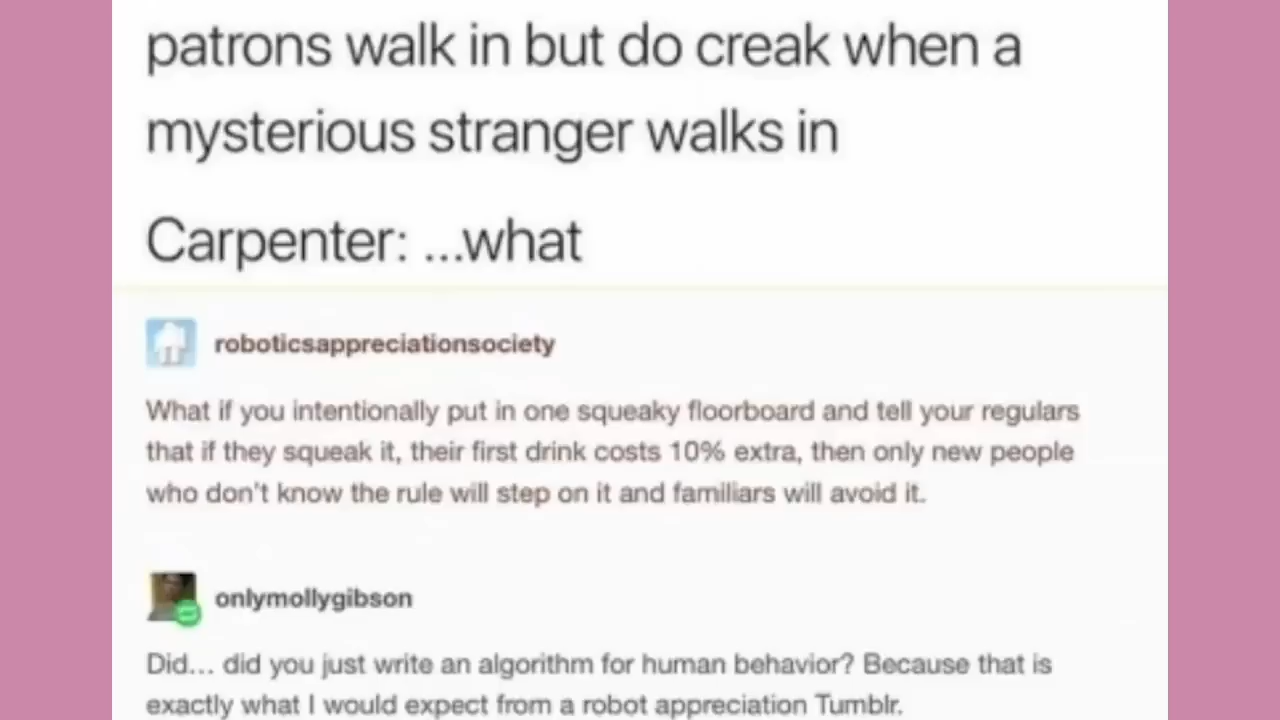 patrons walk in but do creak when a
mysterious stranger walks in
Carpenter: ...what
roboticsappreciationsociety
What if you intentionally put in one squeaky floorboard and tell your regulars
that if they squeak it, their first drink costs 10% extra, then only new people
who don't know the rule will step on it and familiars will avoid it.
onlymollygibson
Did... did you just write an algorithm for human behavior? Because that is
exactly what I would expect from a robot appreciation Tumblr.